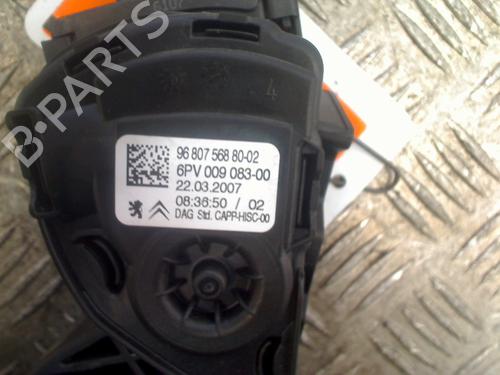 B-PARTS
4
96 807 568 80-02
6PV 009 083-00
22.03.2007
08:36:50 / 02
DAG Std. CAPP-HISC-00